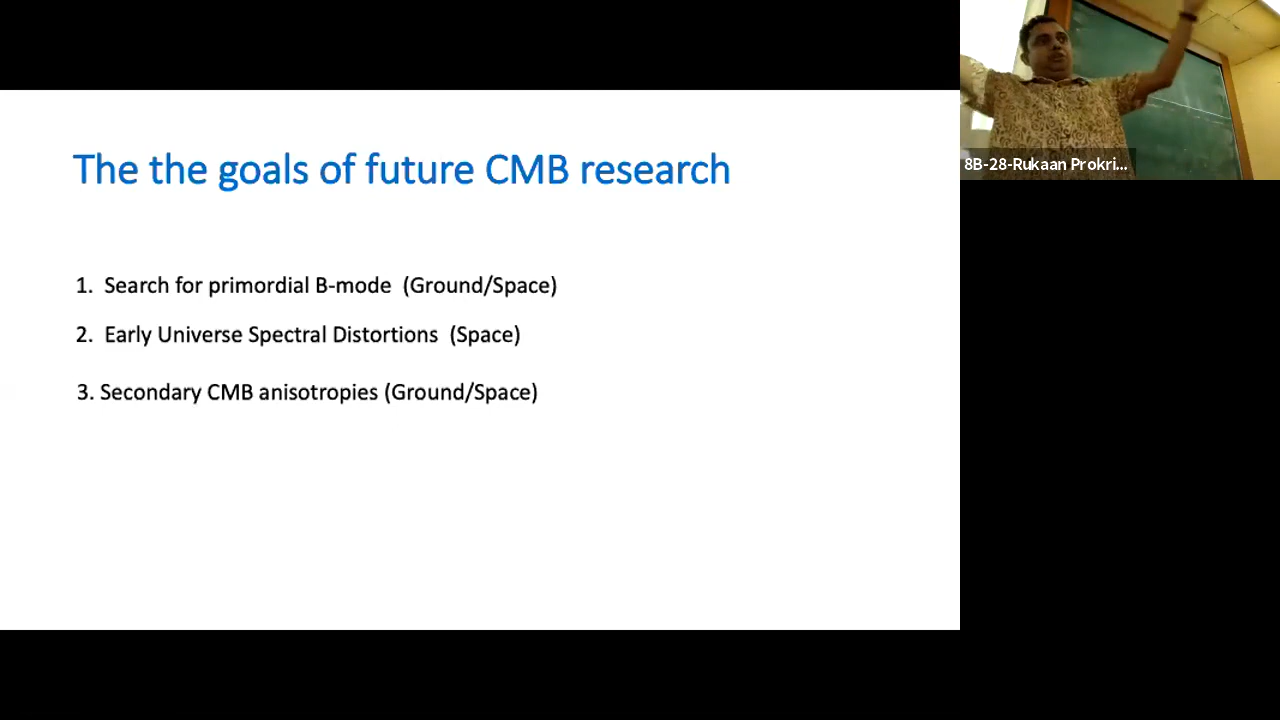 The the goals of future CMB research
1. Search for primordial B-mode (Ground/Space)
2. Early Universe Spectral Distortions (Space)
3. Secondary CMB anisotropies (Ground/Space)
8B-28-Rukaan Prokri...